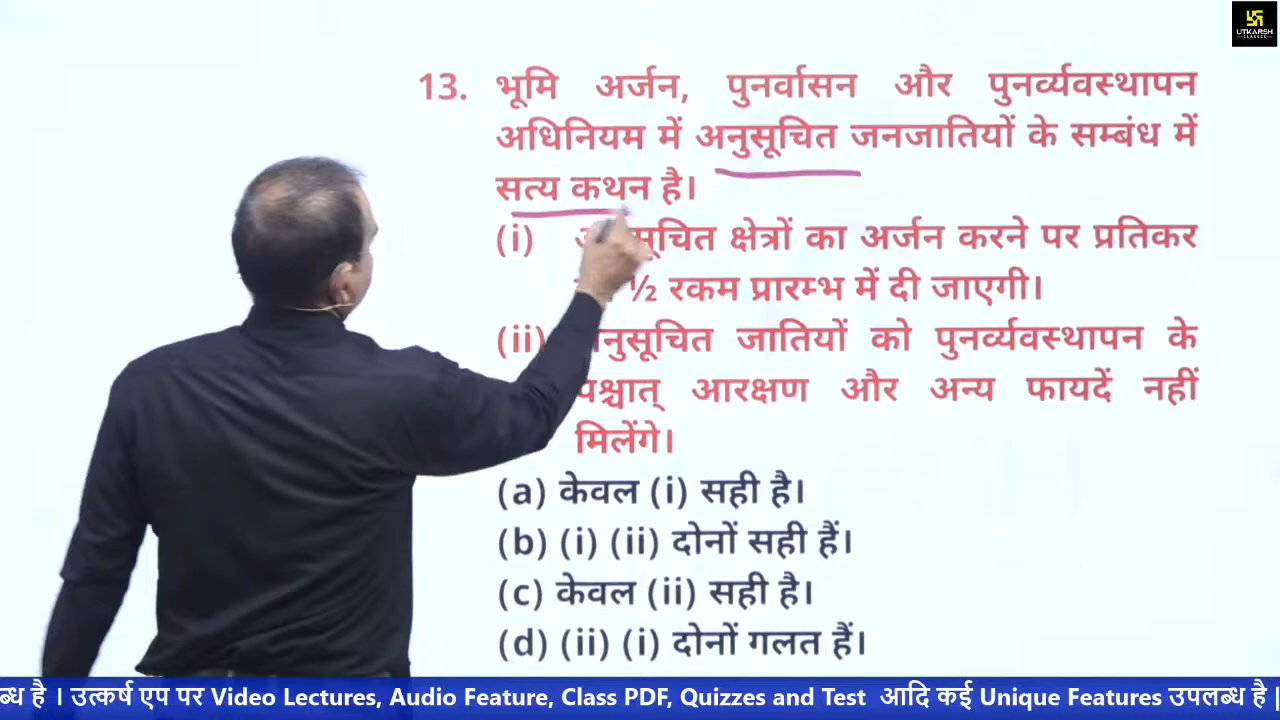 UTKARSH
CLASSES
13. भूमि अर्जन, पुनर्वासन और पुनर्व्यवस्थापन
अधिनियम में अनुसूचित जनजातियों के सम्बंध में
सत्य कथन है।
(i) क्षेत्रों का अर्जन करने पर प्रतिकर
½ रकम प्रारम्भ में दी जाएगी।
(ii) जातियों को पुनर्व्यवस्थापन के
पश्चात् आरक्षण और अन्य फायदें नहीं
मिलेंगे।
(a) केवल (i) सही है।
(b) (i) (ii) दोनों सही हैं।
(c) केवल (ii) सही है।
(d) (ii) (i) दोनों गलत हैं।
है । उत्कर्ष एप पर Video Lectures, Audio Feature, Class PDF, Quizzes and Test आदि कई Unique Features उपलब्ध है |